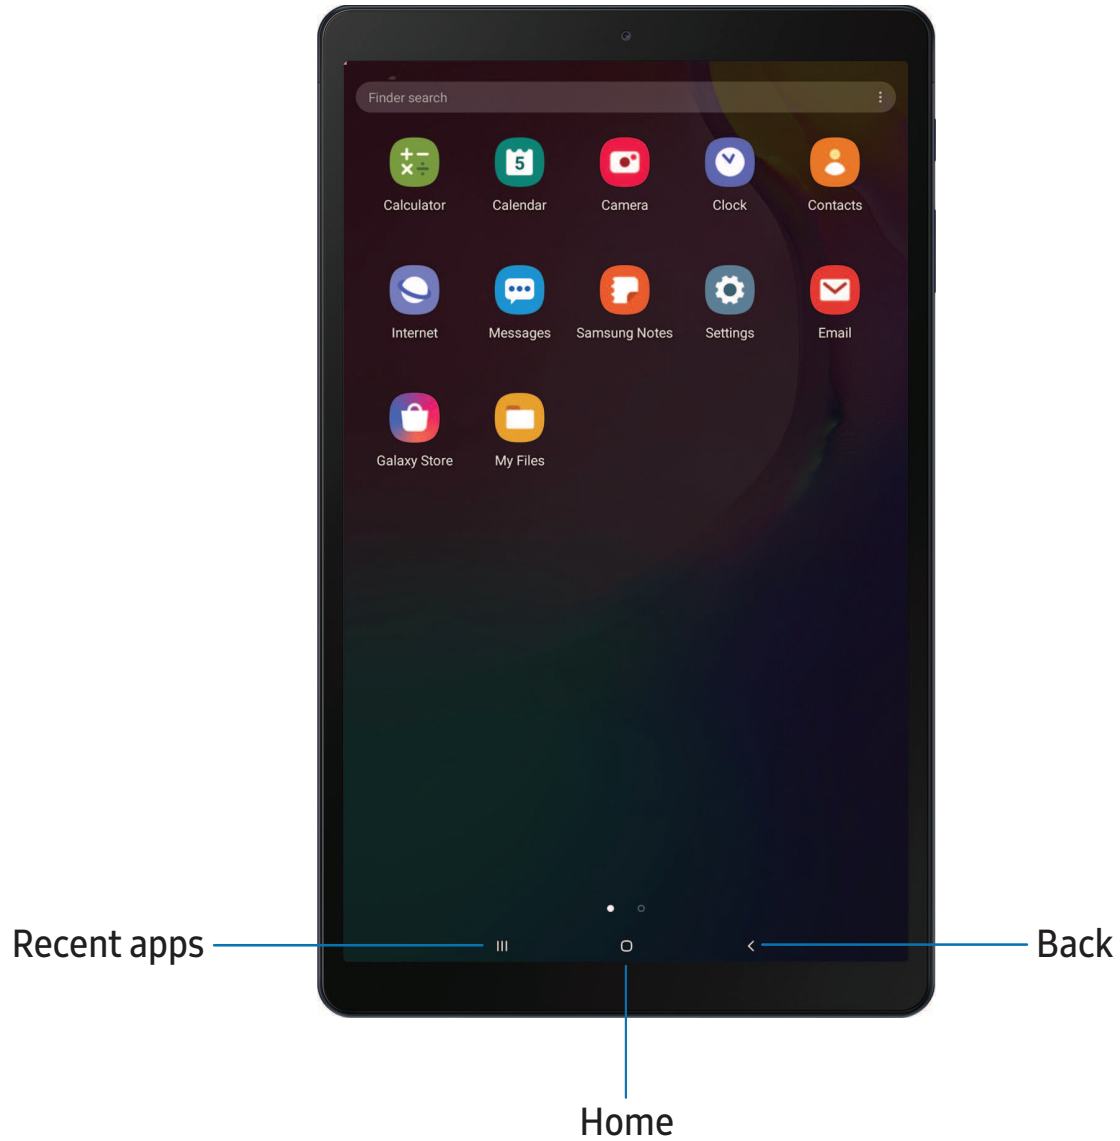 Finder search
Calculator Calendar Camera Clock Contacts
5
Internet Messages Samsung Notes Settings Email
Galaxy Store My Files
Recent apps
Back
Home